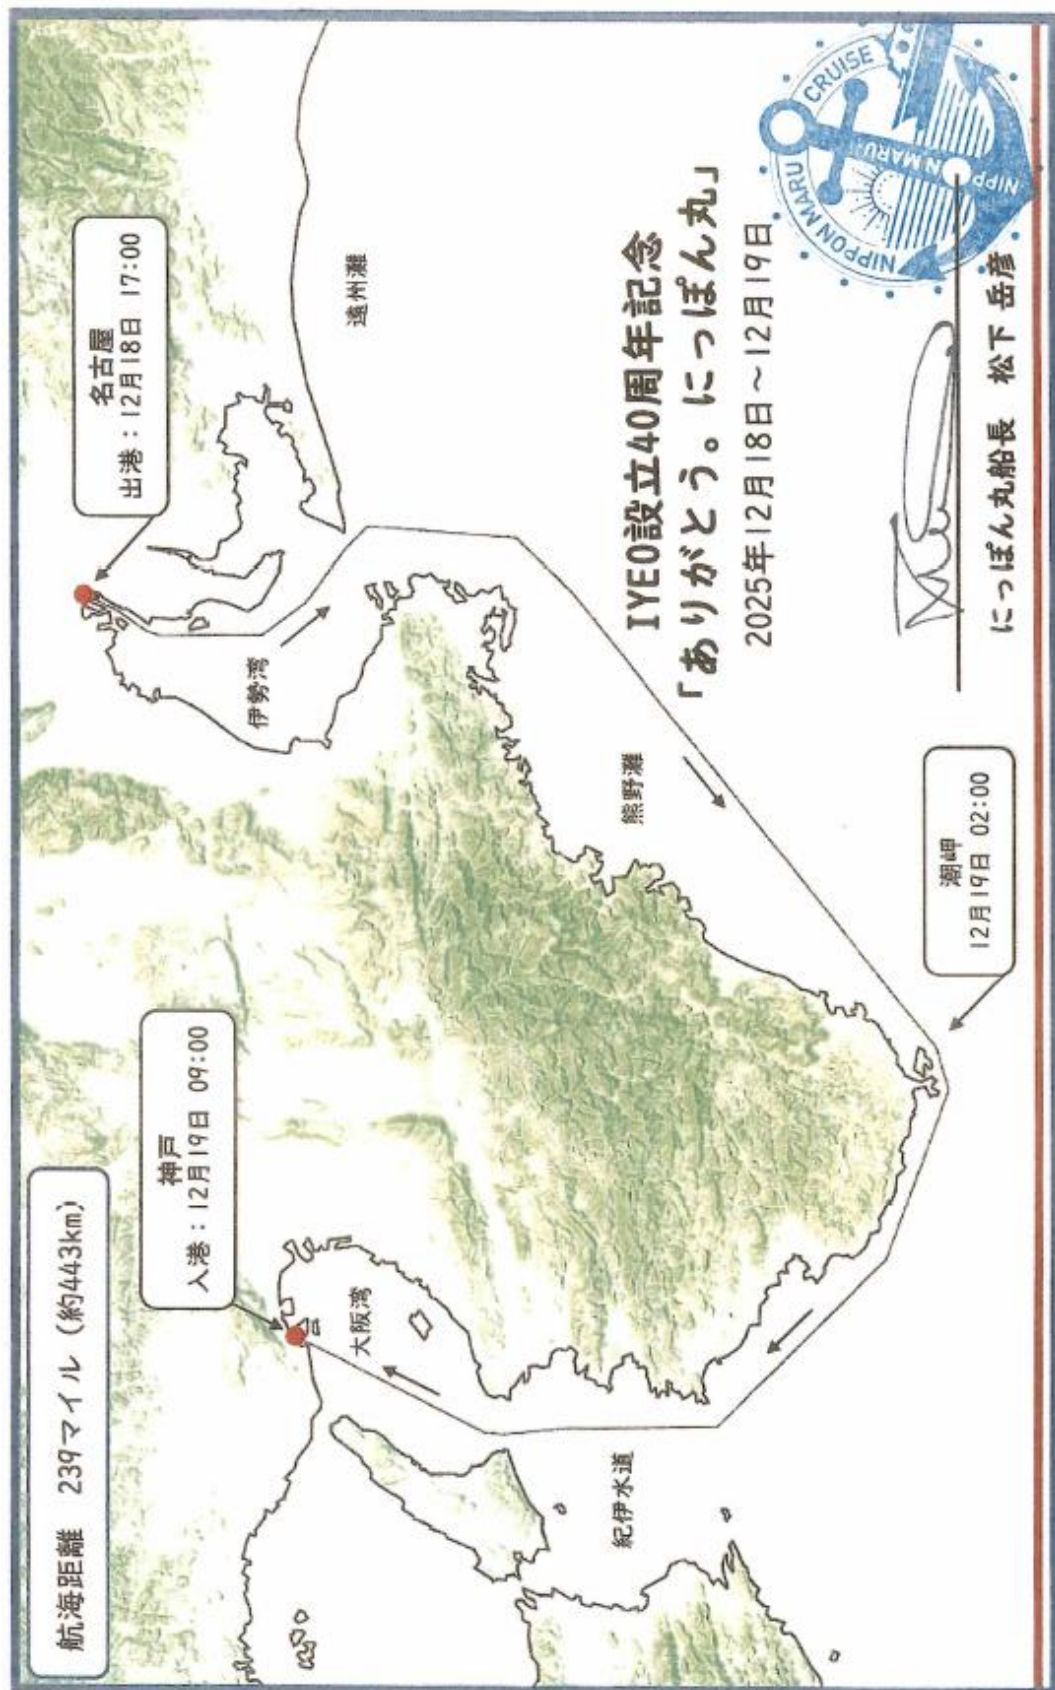 航海距離　239マイル（約443km）
神戸
入港：12月19日 09:00
名古屋
出港：12月18日 17:00
伊勢湾
遠州灘
大阪湾
熊野灘
紀伊水道
潮岬
12月19日 02:00
IYEO設立40周年記念
「ありがとう。にっぽん丸」
2025年12月18日～12月19日
にっぽん丸船長　松下 岳彦
NIPPON MARU CRUISE
NIPPON MARU